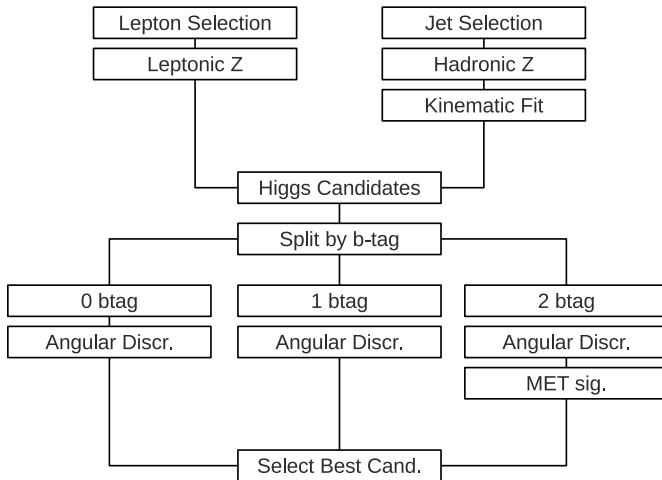 Lepton Selection
Jet Selection
Leptonic Z
Hadronic Z
Kinematic Fit
Higgs Candidates
Split by b-tag
0 btag
1 btag
2 btag
Angular Discr.
Angular Discr.
Angular Discr.
MET sig.
Select Best Cand.